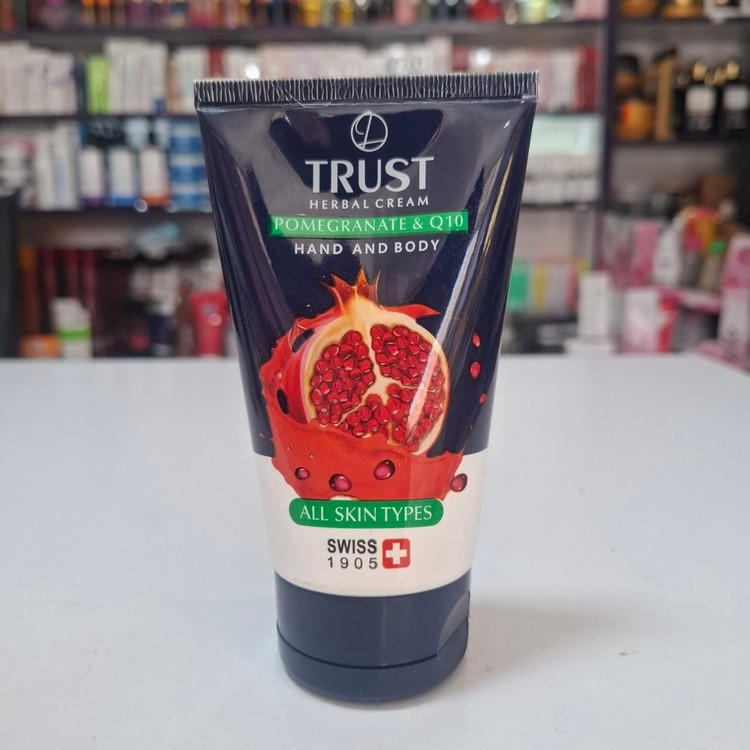 TRUST
HERBAL CREAM
POMEGRANATE & Q10
HAND AND BODY
ALL SKIN TYPES
SWISS
1905